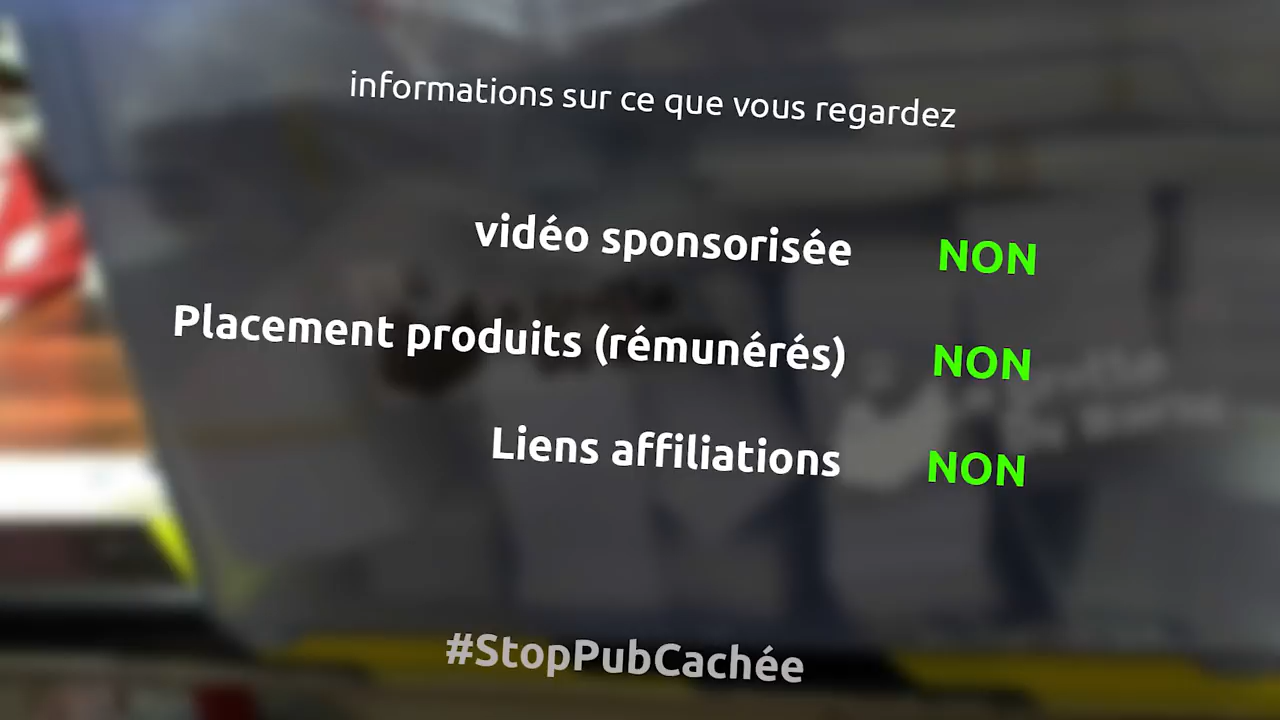 informations sur ce que vous regardez
vidéo sponsorisée NON
Placement produits (rémunérés) NON
Liens affiliations NON
#StopPubCachée